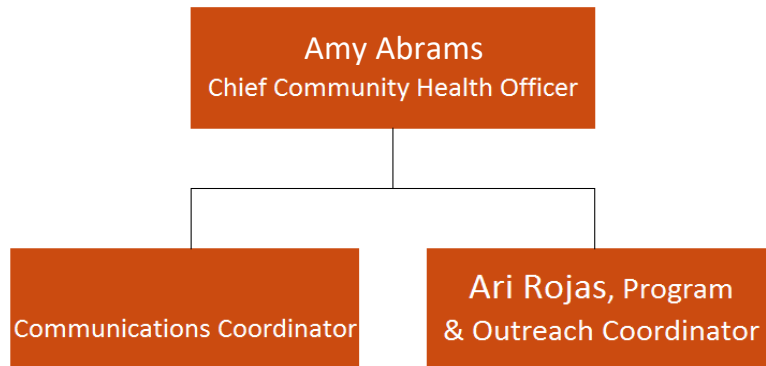 Amy Abrams
Chief Community Health Officer
Communications Coordinator
Ari Rojas, Program
& Outreach Coordinator